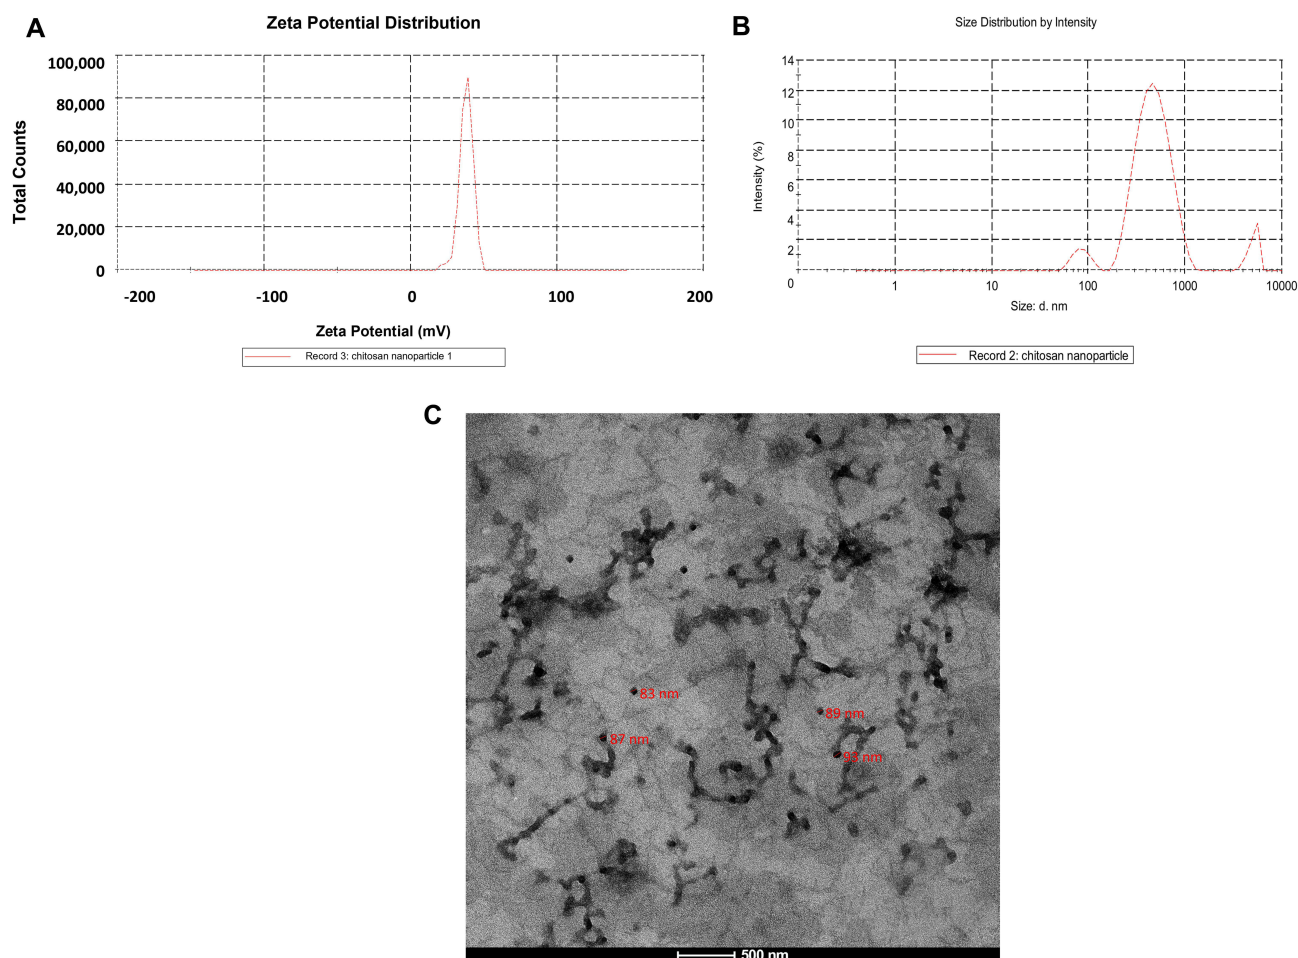 A
Zeta Potential Distribution
Total Counts
100,000
80,000
60,000
40,000
20,000
0
-200
-100
0
100
200
Zeta Potential (mV)
Record 3: chitosan nanoparticle 1
B
Size Distribution by Intensity
Intensity (%)
14
12
10
8
6
4
2
0
1
10
100
1000
10000
Size: d. nm
Record 2: chitosan nanoparticle
C
83 nm
89 nm
87 nm
98 nm
500 nm